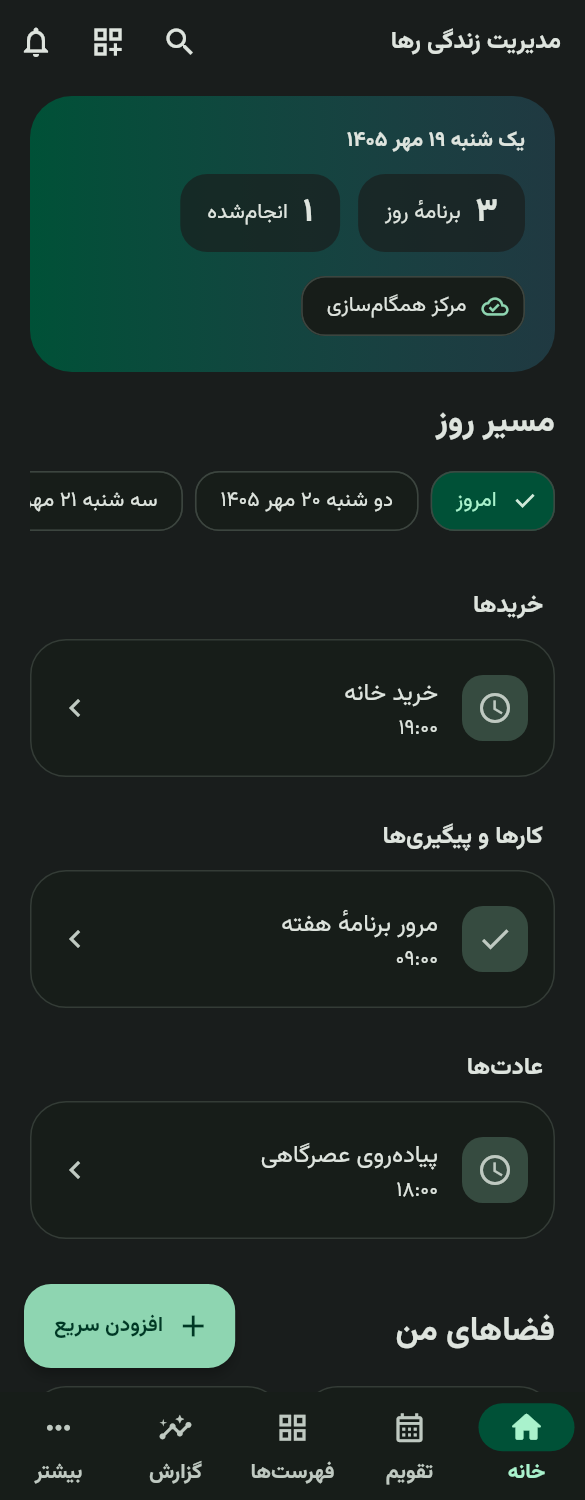 مدیریت زندگی رها
یک شنبه ۱۹ مهر ۱۴۰۵
۳ برنامهٔ روز
۱ انجام‌شده
مرکز همگام‌سازی
مسیر روز
امروز
دو شنبه ۲۰ مهر ۱۴۰۵
سه شنبه ۲۱ مهر
خریدها
خرید خانه
۱۹:۰۰
کارها و پیگیری‌ها
مرور برنامهٔ هفته
۰۹:۰۰
عادت‌ها
پیاده‌روی عصرگاهی
۱۸:۰۰
فضاهای من
افزودن سریع
خانه
تقویم
فهرست‌ها
گزارش
بیشتر